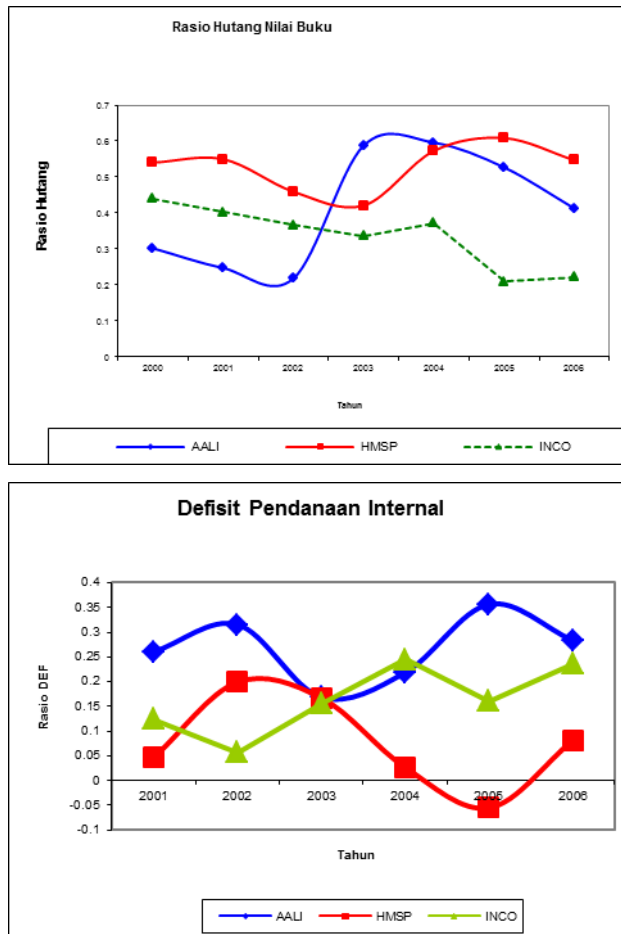 Rasio Hutang Nilai Buku
0.7
0.6
0.5
0.4
0.3
0.2
0.1
0
Rasio Hutang
2000 2001 2002 2003 2004 2005 2006
Tahun
AALI HMSP INCO
Defisit Pendanaan Internal
0.4
0.35
0.3
0.25
0.2
0.15
0.1
0.05
0
-0.05
-0.1
Rasio DEF
2001 2002 2003 2004 2005 2006
Tahun
AALI HMSP INCO